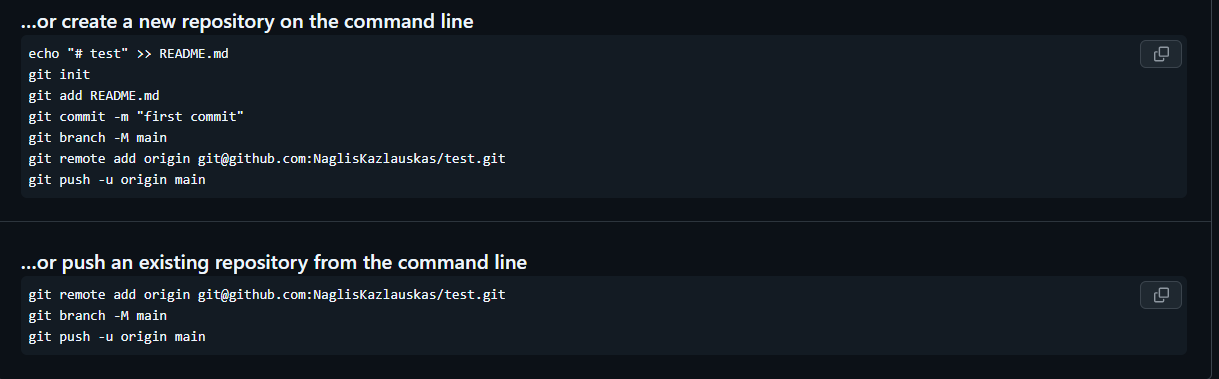 ...or create a new repository on the command line
echo "# test" >> README.md
git init
git add README.md
git commit -m "first commit"
git branch -M main
git remote add origin git@github.com:NaglisKazlauskas/test.git
git push -u origin main
...or push an existing repository from the command line
git remote add origin git@github.com:NaglisKazlauskas/test.git
git branch -M main
git push -u origin main